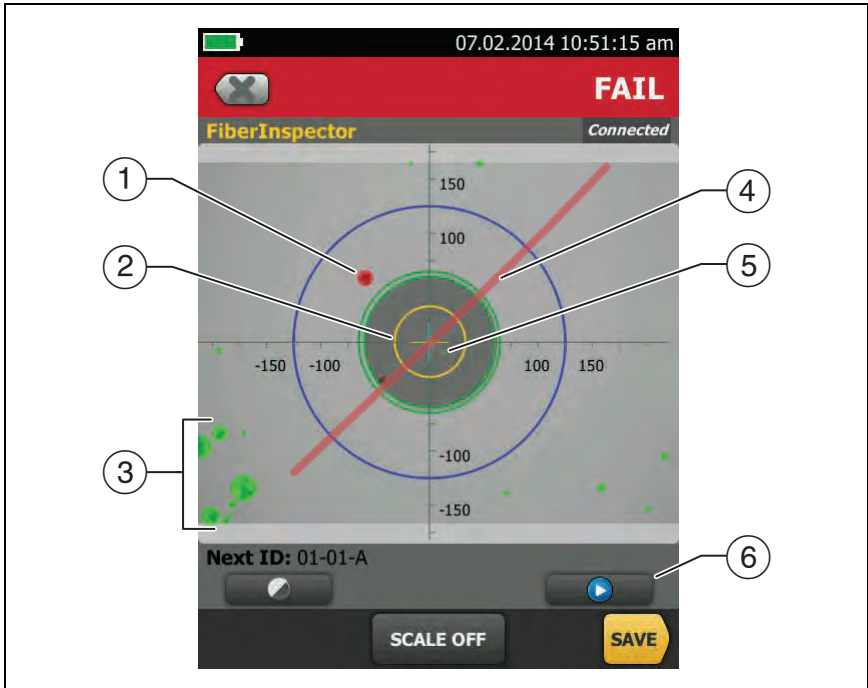 07.02.2014 10:51:15 am
FAIL
FiberInspector Connected
150
1
4
100
2
5
-150 -100 100 150
-100
3
-150
Next ID: 01-01-A
6
SCALE OFF SAVE